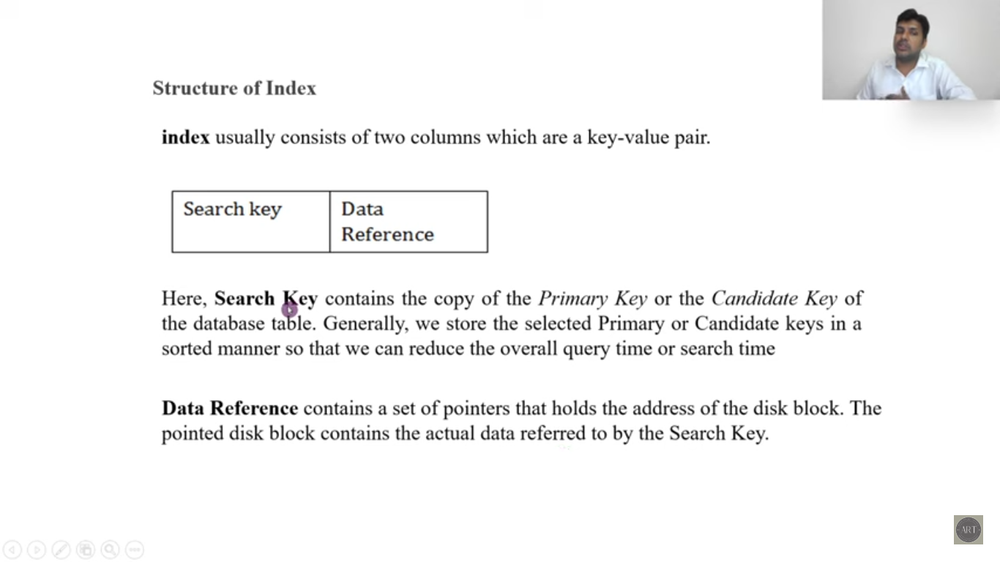 Structure of Index
index usually consists of two columns which are a key-value pair.
Search key
Data
Reference
Here, Search Key contains the copy of the Primary Key or the Candidate Key of
the database table. Generally, we store the selected Primary or Candidate keys in a
sorted manner so that we can reduce the overall query time or search time
Data Reference contains a set of pointers that holds the address of the disk block. The
pointed disk block contains the actual data referred to by the Search Key.
ART